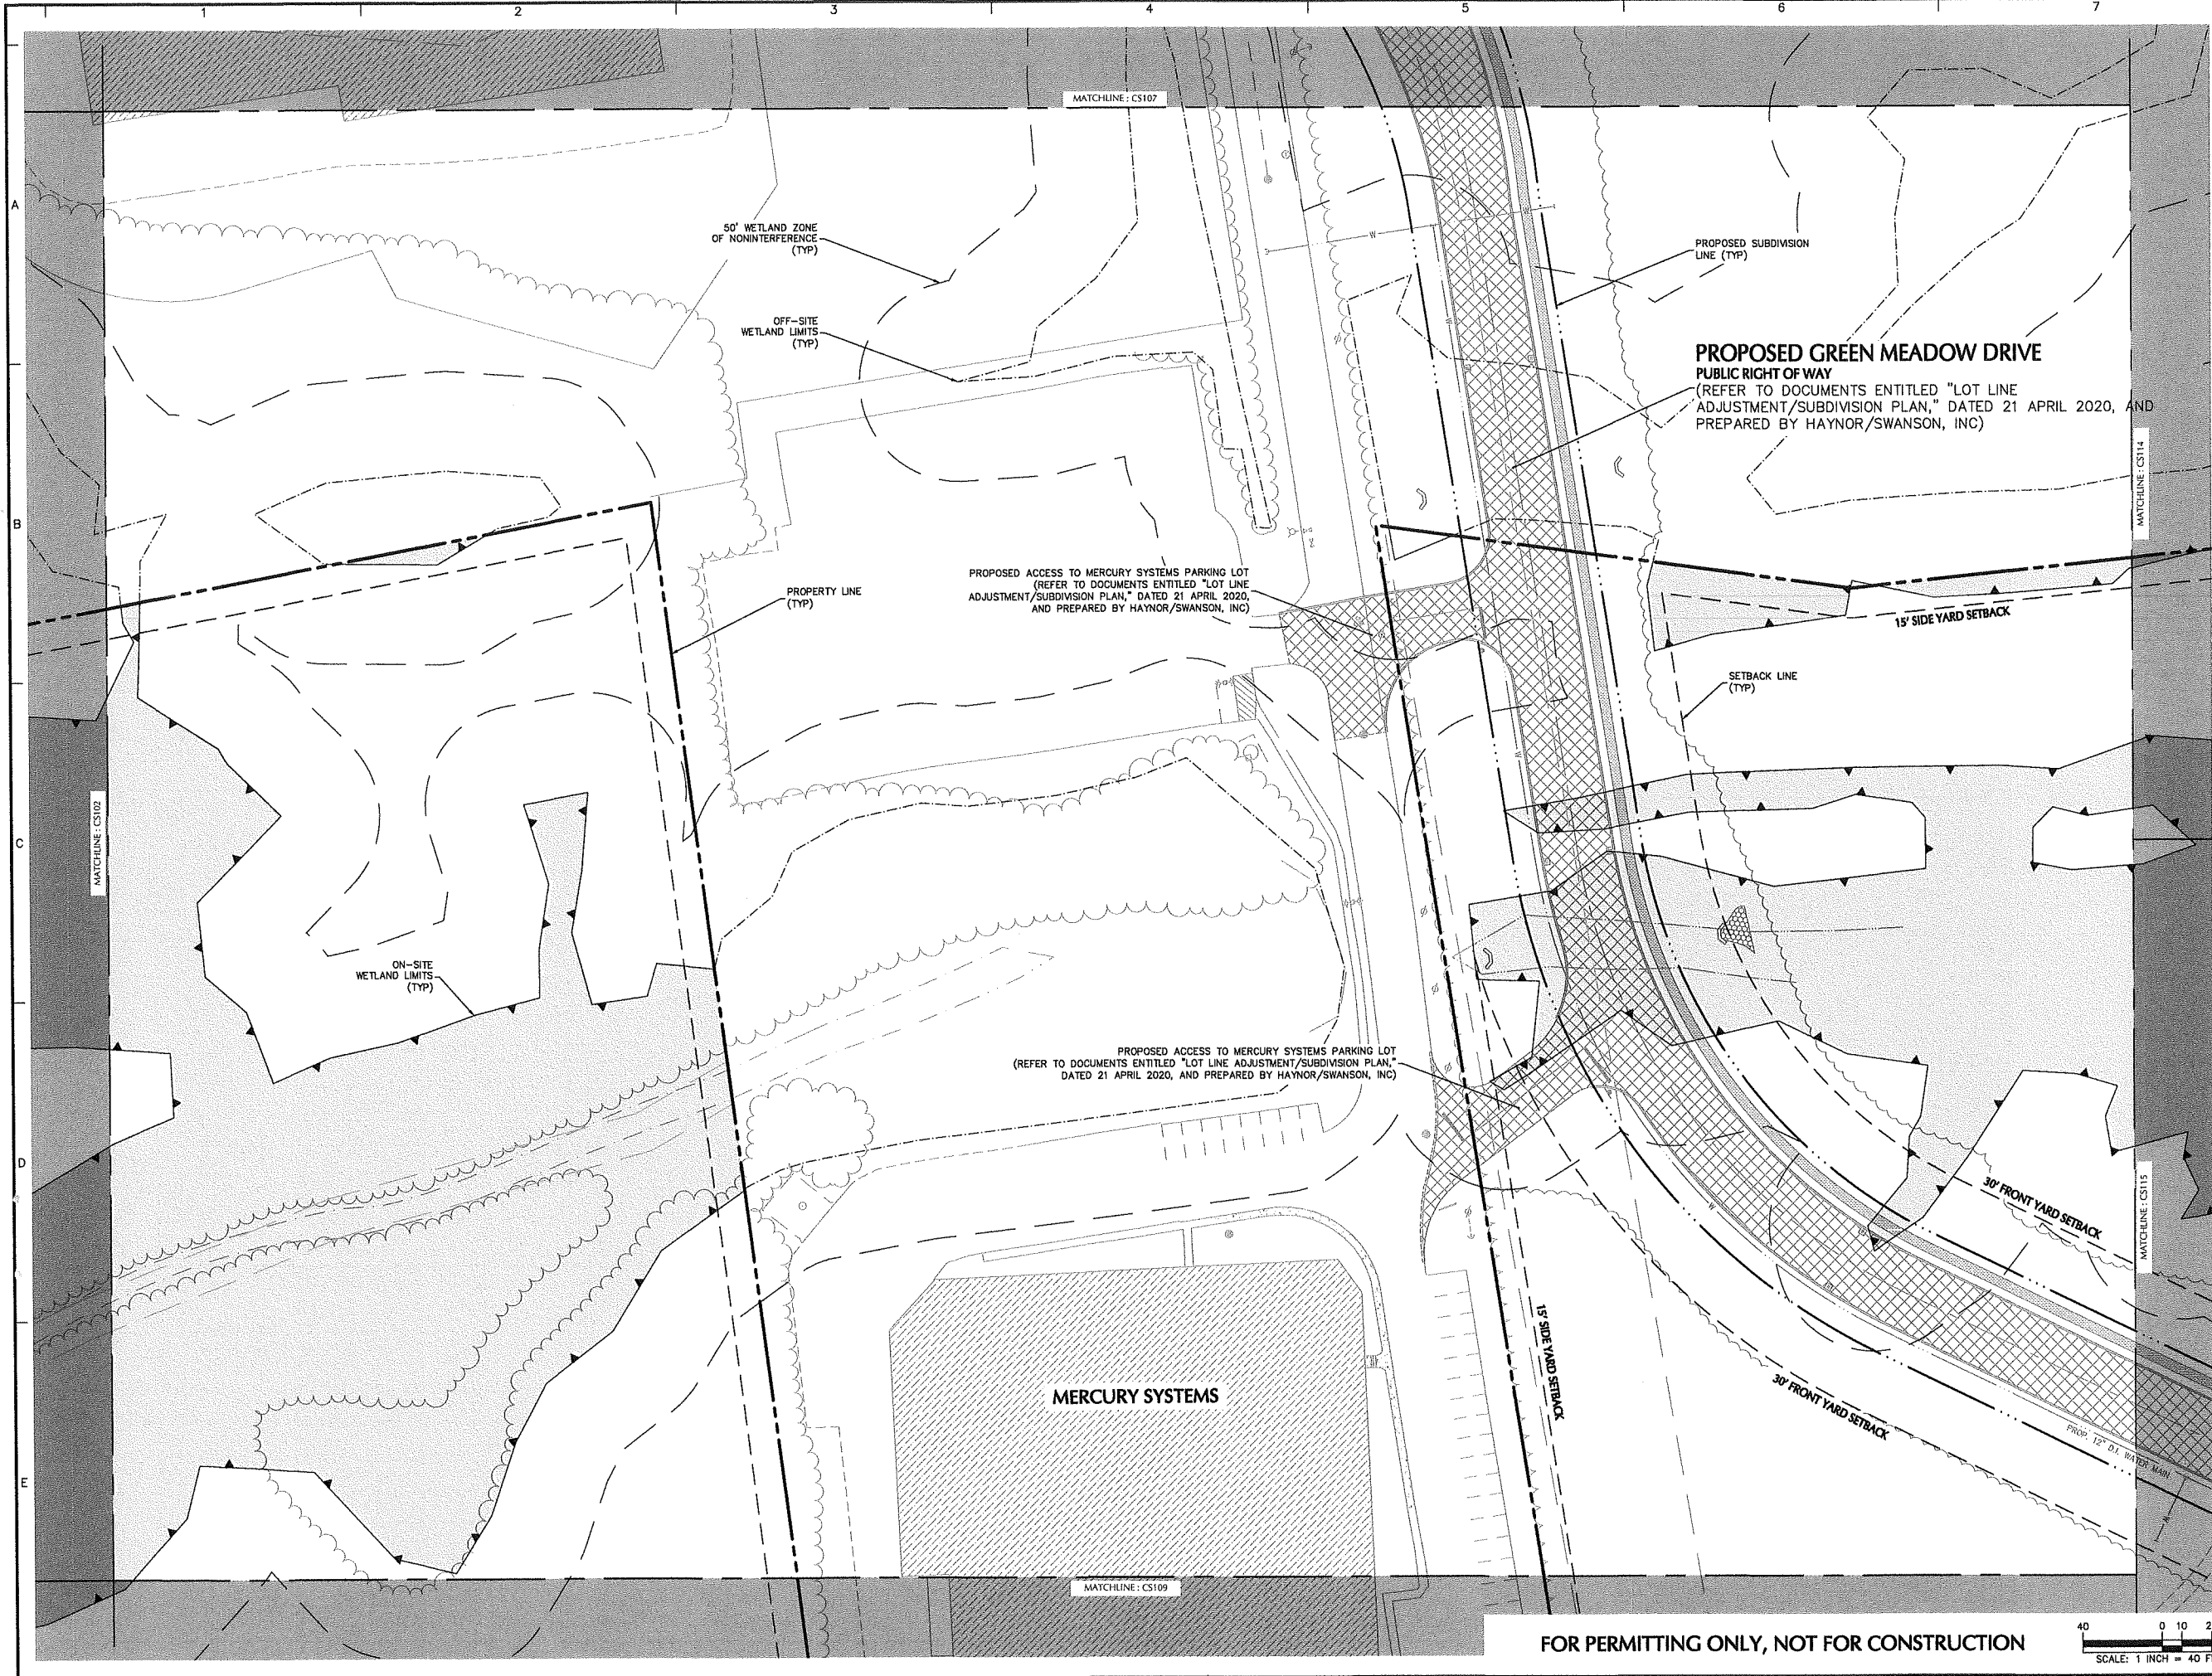 1 2 3 4 5 6 7
MATCHLINE : CS107
A
50' WETLAND ZONE
OF NONINTERFERENCE
(TYP)
PROPOSED SUBDIVISION
LINE (TYP)
OFF-SITE
WETLAND LIMITS
(TYP)
PROPOSED GREEN MEADOW DRIVE
PUBLIC RIGHT OF WAY
(REFER TO DOCUMENTS ENTITLED "LOT LINE
ADJUSTMENT/SUBDIVISION PLAN," DATED 21 APRIL 2020, AND
PREPARED BY HAYNOR/SWANSON, INC)
MATCHLINE : CS114
B
PROPERTY LINE
(TYP)
PROPOSED ACCESS TO MERCURY SYSTEMS PARKING LOT
(REFER TO DOCUMENTS ENTITLED "LOT LINE
ADJUSTMENT/SUBDIVISION PLAN," DATED 21 APRIL 2020,
AND PREPARED BY HAYNOR/SWANSON, INC)
15' SIDE YARD SETBACK
SETBACK LINE
(TYP)
MATCHLINE : CS102
C
ON-SITE
WETLAND LIMITS
(TYP)
PROPOSED ACCESS TO MERCURY SYSTEMS PARKING LOT
(REFER TO DOCUMENTS ENTITLED "LOT LINE ADJUSTMENT/SUBDIVISION PLAN,"
DATED 21 APRIL 2020, AND PREPARED BY HAYNOR/SWANSON, INC)
D
30' FRONT YARD SETBACK
MATCHLINE : CS115
15' SIDE YARD SETBACK
MERCURY SYSTEMS
30' FRONT YARD SETBACK
PROP. 12" D.I. WATER MAIN
E
MATCHLINE : CS109
FOR PERMITTING ONLY, NOT FOR CONSTRUCTION
40 0 10
SCALE: 1 INCH = 40